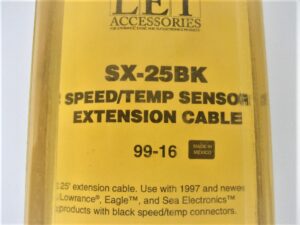 LEI
ACCESSORIES
SX-25BK
SPEED/TEMP SENSOR
EXTENSION CABLE
99-16
MADE IN
MEXICO
25' extension cable. Use with 1997 and newer
Lowrance®, Eagle™, and Sea Electronics™
products with black speed/temp connectors.